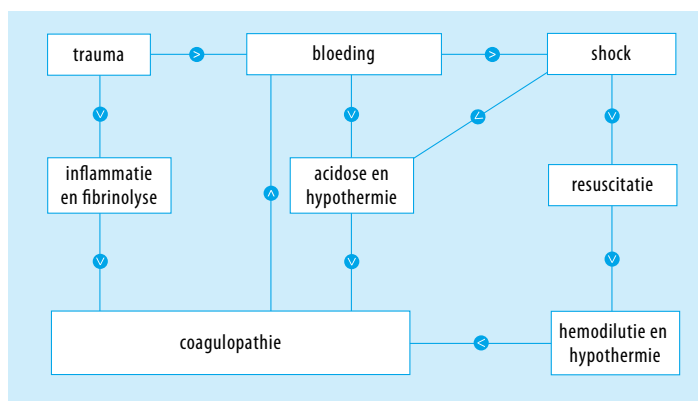 trauma
bloeding
shock
inflammatie
en fibrinolyse
acidose en
hypothermie
resuscitatie
coagulopathie
hemodilutie en
hypothermie